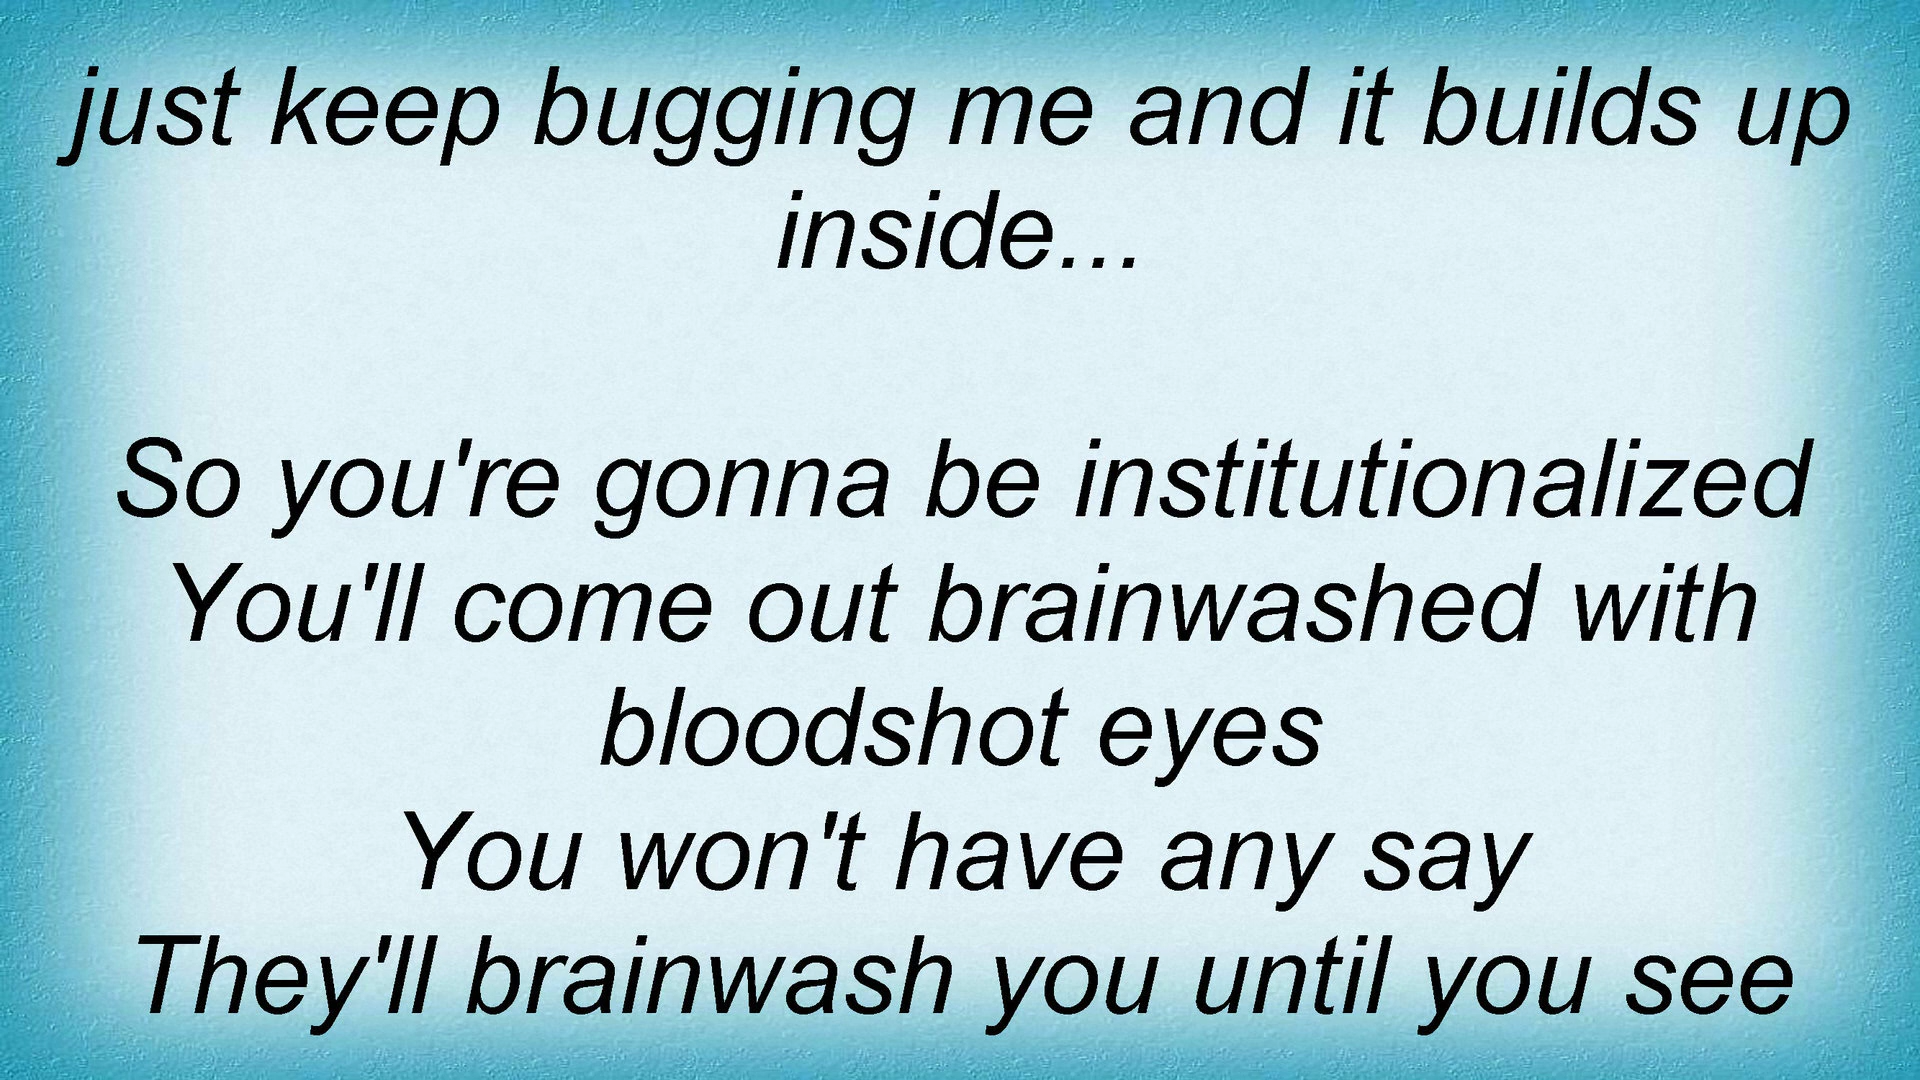 just keep bugging me and it builds up
inside...
So you're gonna be institutionalized
You'll come out brainwashed with
bloodshot eyes
You won't have any say
They'll brainwash you until you see